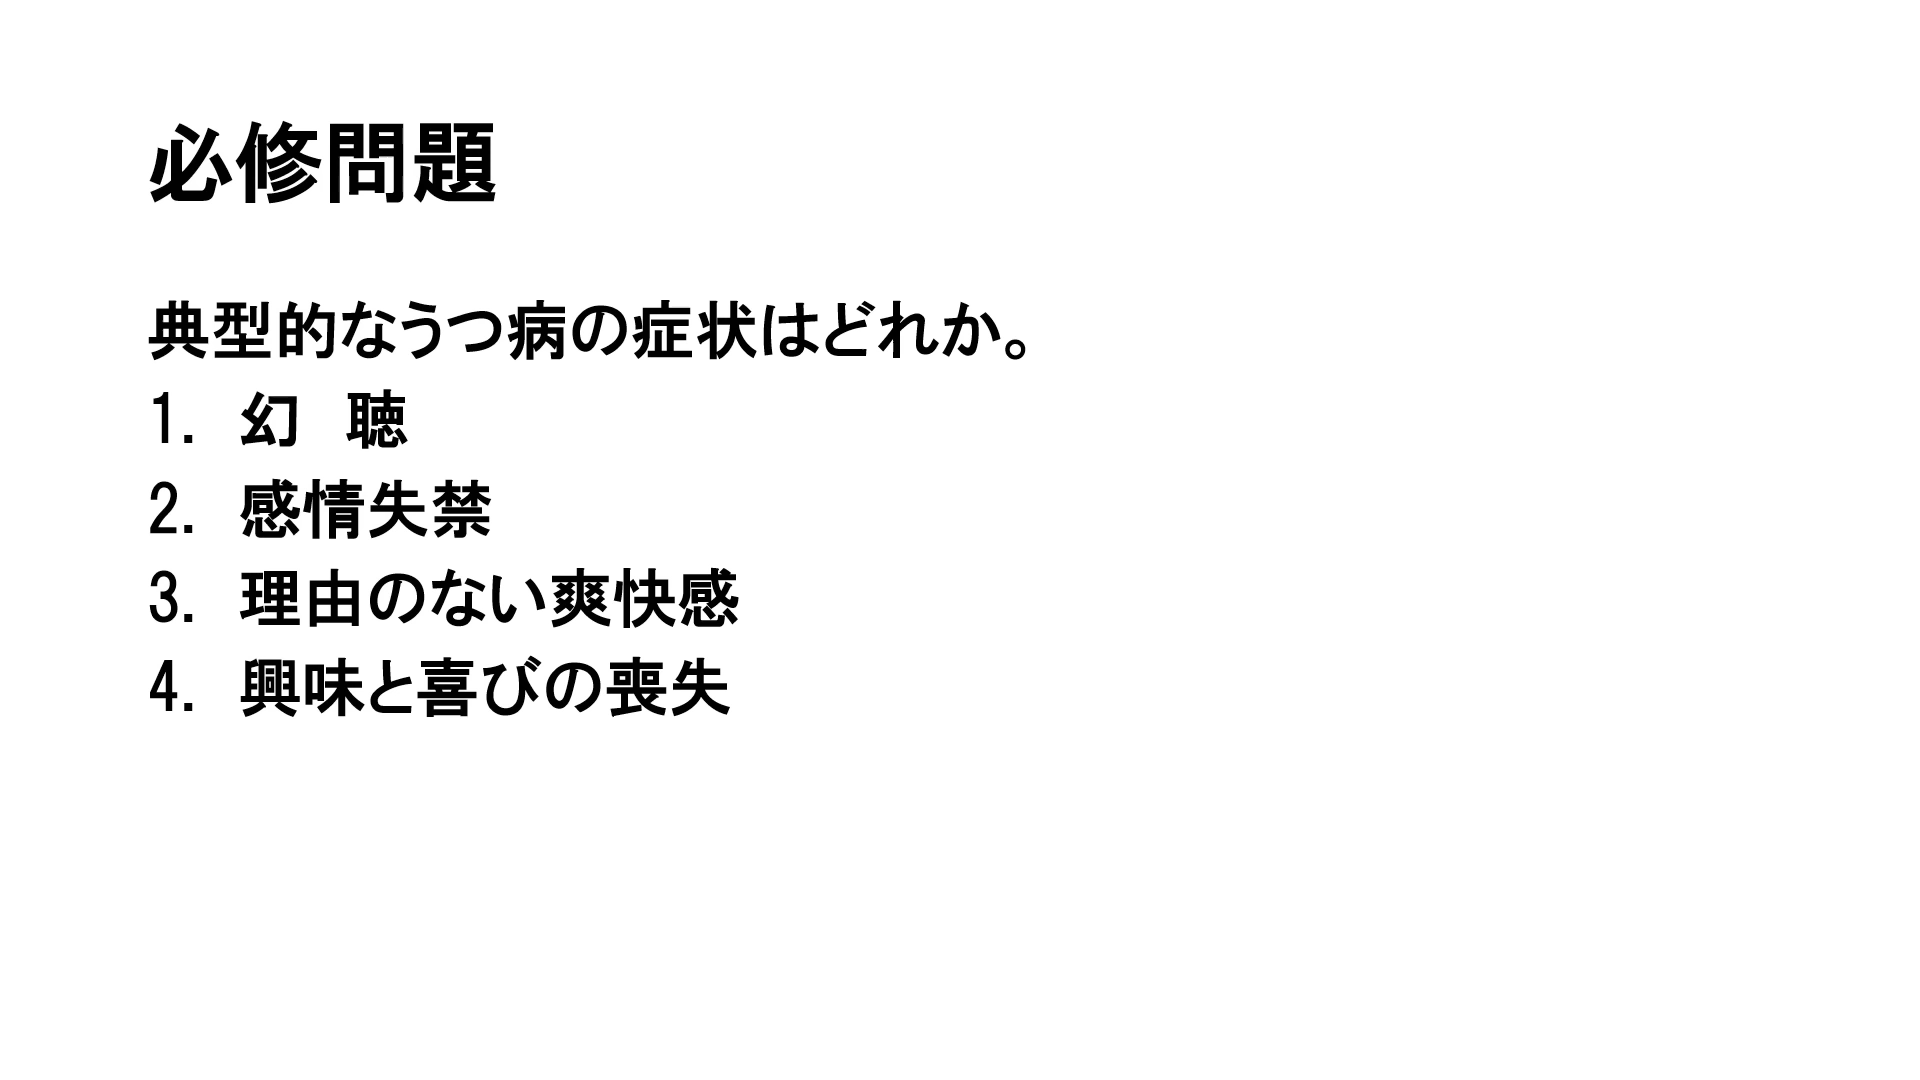 必修問題
典型的なうつ病の症状はどれか。
1. 幻　聴
2. 感情失禁
3. 理由のない爽快感
4. 興味と喜びの喪失